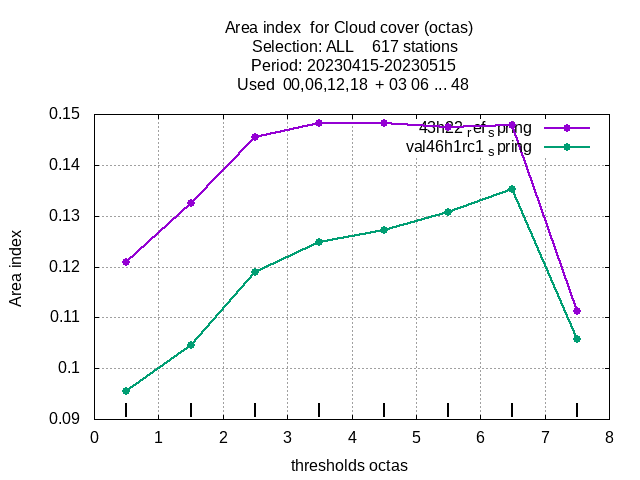 Area index  for Cloud cover (octas)
Selection: ALL    617 stations
Period: 20230415-20230515
Used  00,06,12,18  + 03 06 ... 48
0.15
43h22ref_spring
val46h1rc1spring
0.14
0.13
0.12
0.11
0.1
0.09
Area index
0 1 2 3 4 5 6 7 8
thresholds octas